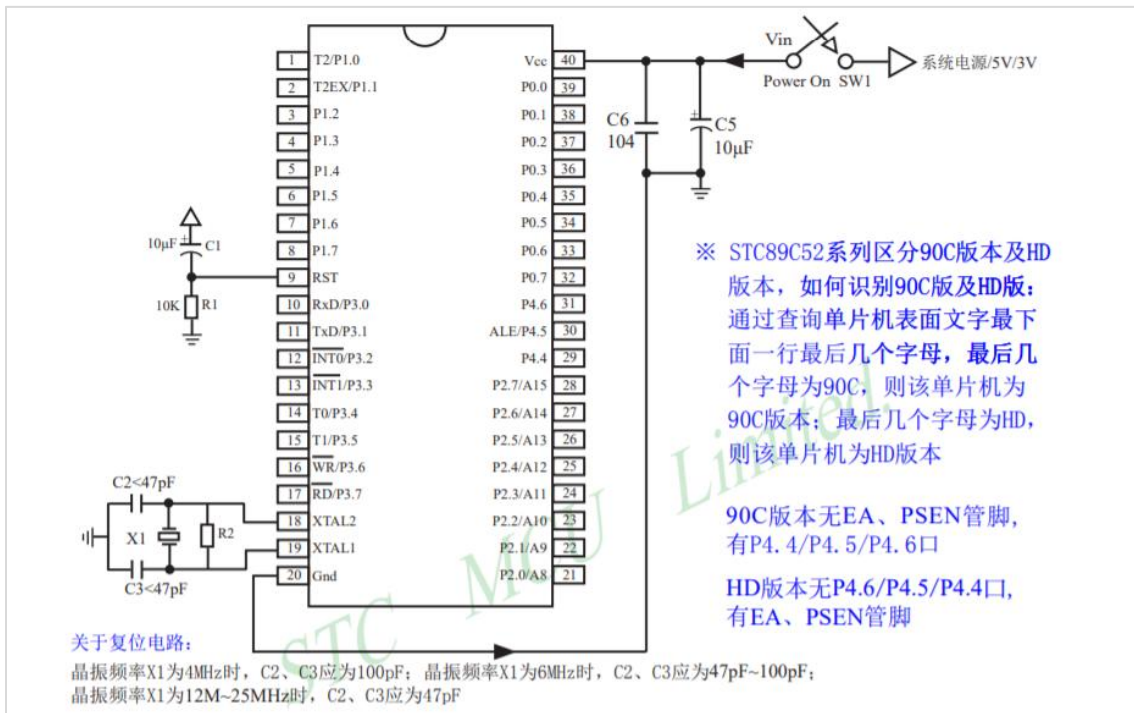 1 T2/P1.0
2 T2EX/P1.1
3 P1.2
4 P1.3
5 P1.4
6 P1.5
7 P1.6
8 P1.7
9 RST
10 RxD/P3.0
11 TxD/P3.1
12 INT0/P3.2
13 INT1/P3.3
14 T0/P3.4
15 T1/P3.5
16 WR/P3.6
17 RD/P3.7
18 XTAL2
19 XTAL1
20 Gnd
Vcc 40
P0.0 39
P0.1 38
P0.2 37
P0.3 36
P0.4 35
P0.5 34
P0.6 33
P0.7 32
P4.6 31
ALE/P4.5 30
P4.4 29
P2.7/A15 28
P2.6/A14 27
P2.5/A13 26
P2.4/A12 25
P2.3/A11 24
P2.2/A10 23
P2.1/A9 22
P2.0/A8 21
10μF + C1
10K R1
C2<47pF
X1
R2
C3<47pF
Vin
Power On SW1
系统电源/5V/3V
C6
104
+
C5
10μF
※ STC89C52系列区分90C版本及HD
版本，如何识别90C版及HD版：
通过查询单片机表面文字最下
面一行最后几个字母，最后几
个字母为90C，则该单片机为
90C版本；最后几个字母为HD，
则该单片机为HD版本
90C版本无EA、PSEN管脚，
有P4.4/P4.5/P4.6口
HD版本无P4.6/P4.5/P4.4口，
有EA、PSEN管脚
STC MCU Limited.
关于复位电路：
晶振频率X1为4MHz时，C2、C3应为100pF；晶振频率X1为6MHz时，C2、C3应为47pF~100pF；
晶振频率X1为12M~25MHz时，C2、C3应为47pF